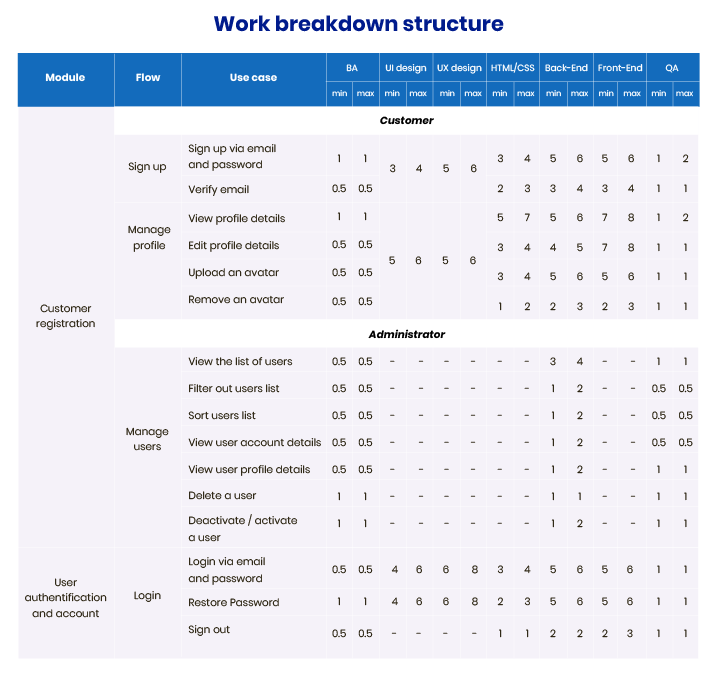 Work breakdown structure
Module Flow Use case BA UI design UX design HTML/CSS Back-End Front-End QA
min max min max min max min max min max min max min max
Customer
Sign up via email
and password 1 1 3 4 5 6 3 4 5 6 5 6 1 2
Sign up
Verify email 0.5 0.5 2 3 3 4 3 4 1 1
View profile details 1 1 5 7 5 6 7 8 1 2
Manage
profile
Edit profile details 0.5 0.5 5 6 5 6 3 4 4 5 7 8 1 1
Upload an avatar 0.5 0.5 3 4 5 6 5 6 1 1
Remove an avatar 0.5 0.5 1 2 2 3 2 3 1 1
Customer
registration
Administrator
View the list of users 0.5 0.5 - - - - - - 3 4 - - 1 1
Filter out users list 0.5 0.5 - - - - - - 1 2 - - 0.5 0.5
Sort users list 0.5 0.5 - - - - - - 1 2 - - 0.5 0.5
Manage
users
View user account details 0.5 0.5 - - - - - - 1 2 - - 0.5 0.5
View user profile details 0.5 0.5 - - - - - - 1 2 - - 1 1
Delete a user 1 1 - - - - - - 1 1 - - 1 1
Deactivate / activate
a user 1 1 - - - - - - 1 2 - - 1 1
Login via email
and password 0.5 0.5 4 6 6 8 3 4 5 6 5 6 1 1
User
authentification
and account
Login
Restore Password 1 1 4 6 6 8 2 3 5 6 5 6 1 1
Sign out 0.5 0.5 - - - - 1 1 2 2 2 3 1 1